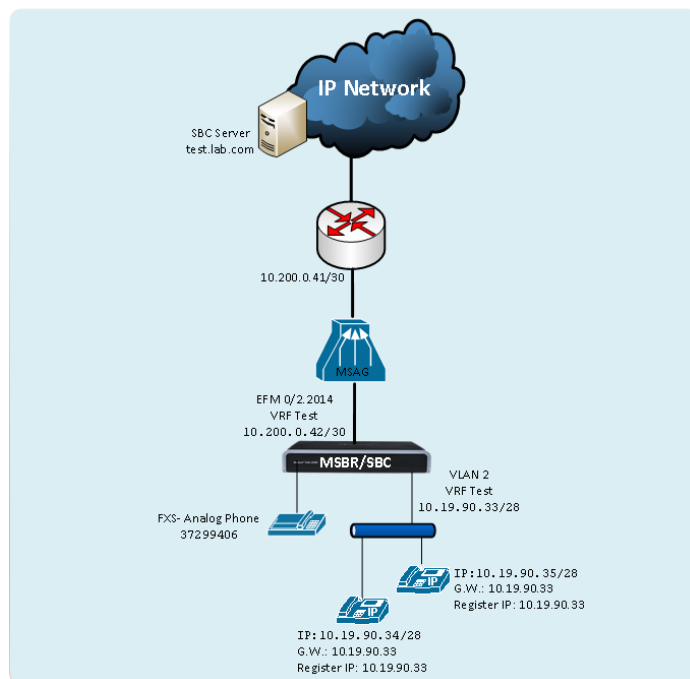 IP Network
SBC Server
test.lab.com
10.200.0.41/30
MSAG
EFM 0/2.2014
VRF Test
10.200.0.42/30
MSBR/SBC
VLAN 2
VRF Test
10.19.90.33/28
FXS- Analog Phone
37299406
IP
IP:10.19.90.35/28
G.W.: 10.19.90.33
Register IP: 10.19.90.33
IP
IP:10.19.90.34/28
G.W.: 10.19.90.33
Register IP: 10.19.90.33